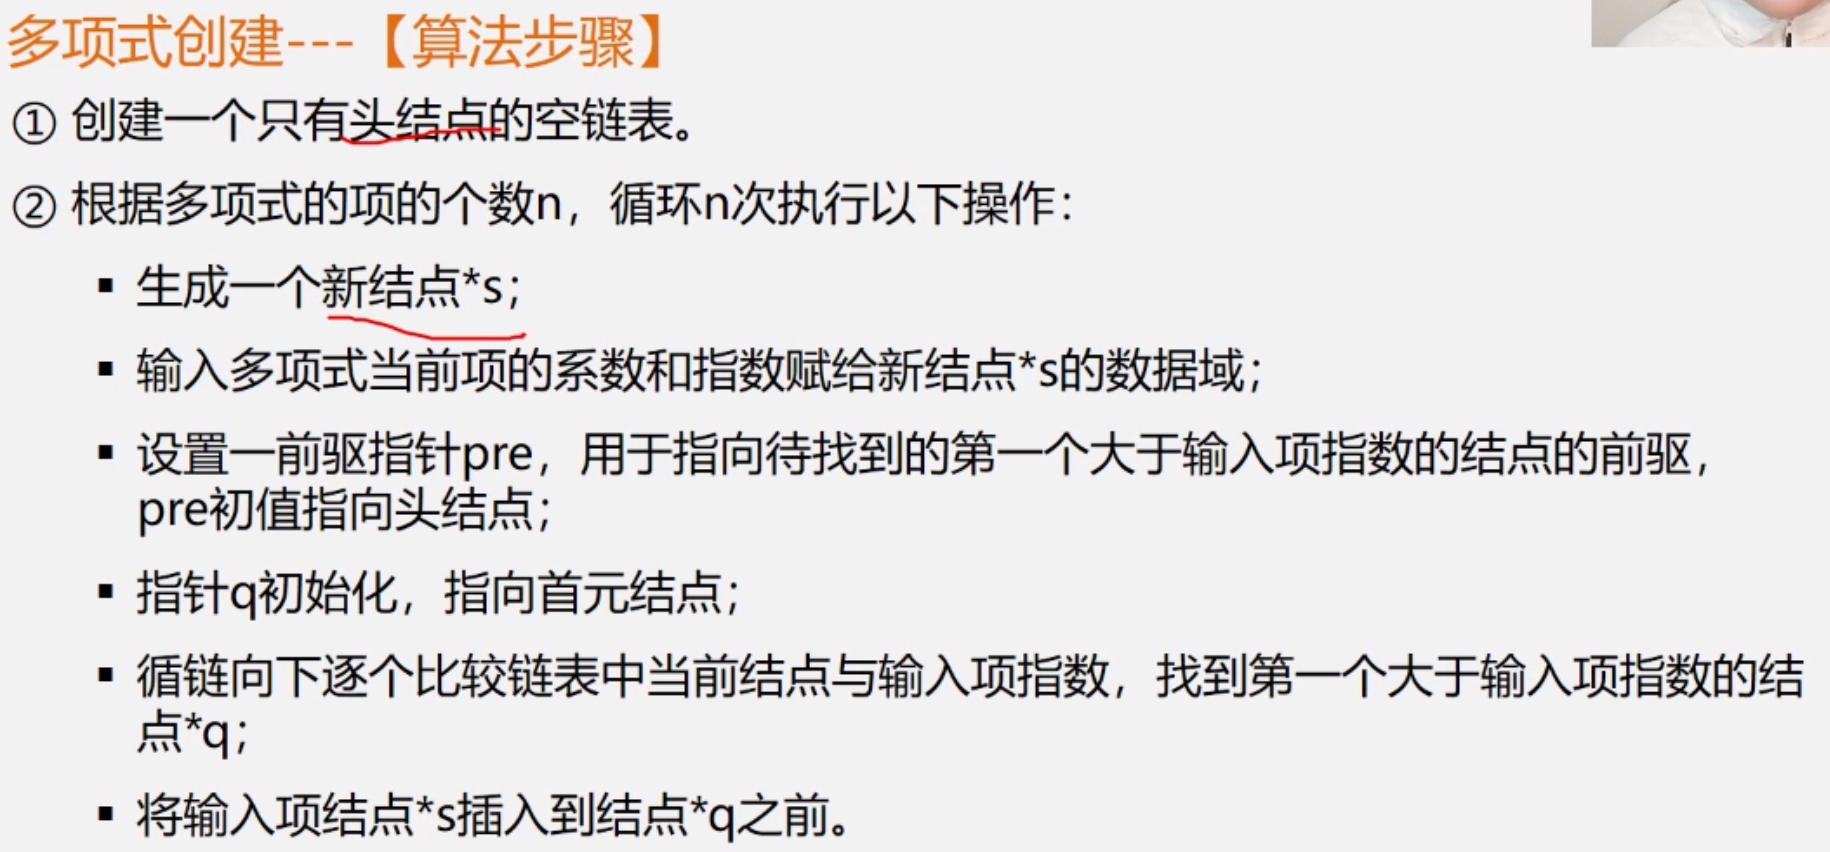 多项式创建---【算法步骤】
① 创建一个只有头结点的空链表。
② 根据多项式的项的个数n，循环n次执行以下操作：
▪ 生成一个新结点*s；
▪ 输入多项式当前项的系数和指数赋给新结点*s的数据域；
▪ 设置一前驱指针pre，用于指向待找到的第一个大于输入项指数的结点的前驱，
pre初值指向头结点；
▪ 指针q初始化，指向首元结点；
▪ 循链向下逐个比较链表中当前结点与输入项指数，找到第一个大于输入项指数的结
点*q；
▪ 将输入项结点*s插入到结点*q之前。